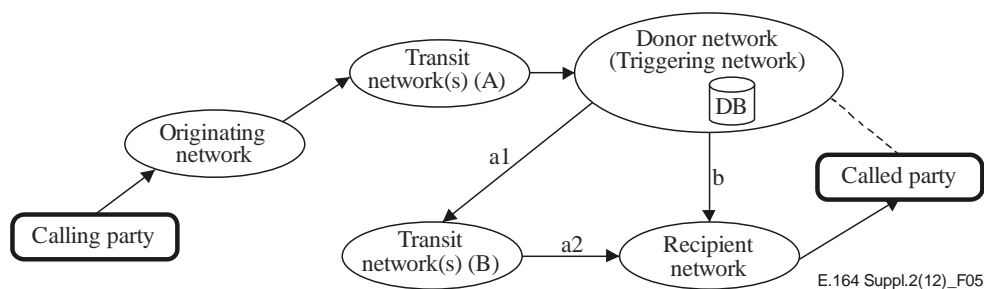 Donor network
(Triggering network)
DB
Transit
network(s) (A)
Originating
network
a1
b
Called party
Calling party
Transit
network(s) (B)
a2
Recipient
network
E.164 Suppl.2(12)_F05